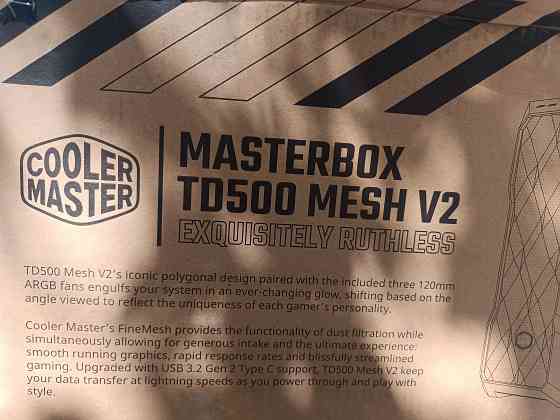 COOLER
MASTER
MASTERBOX
TD500 MESH V2
EXQUISITELY RUTHLESS
TD500 Mesh V2's iconic polygonal design paired with the included three 120mm
ARGB fans engulfs your system in an ever-changing glow, shifting based on the
angle viewed to reflect the uniqueness of each gamer's personality.
Cooler Master's FineMesh provides the functionality of dust filtration while
simultaneously allowing for generous intake and the ultimate experience:
smooth running graphics, rapid response rates and blissfully streamlined
gaming. Upgraded with USB 3.2 Gen 2 Type C support, TD500 Mesh V2 keep
your data transfer at lightning speeds as you power through and play with
style.